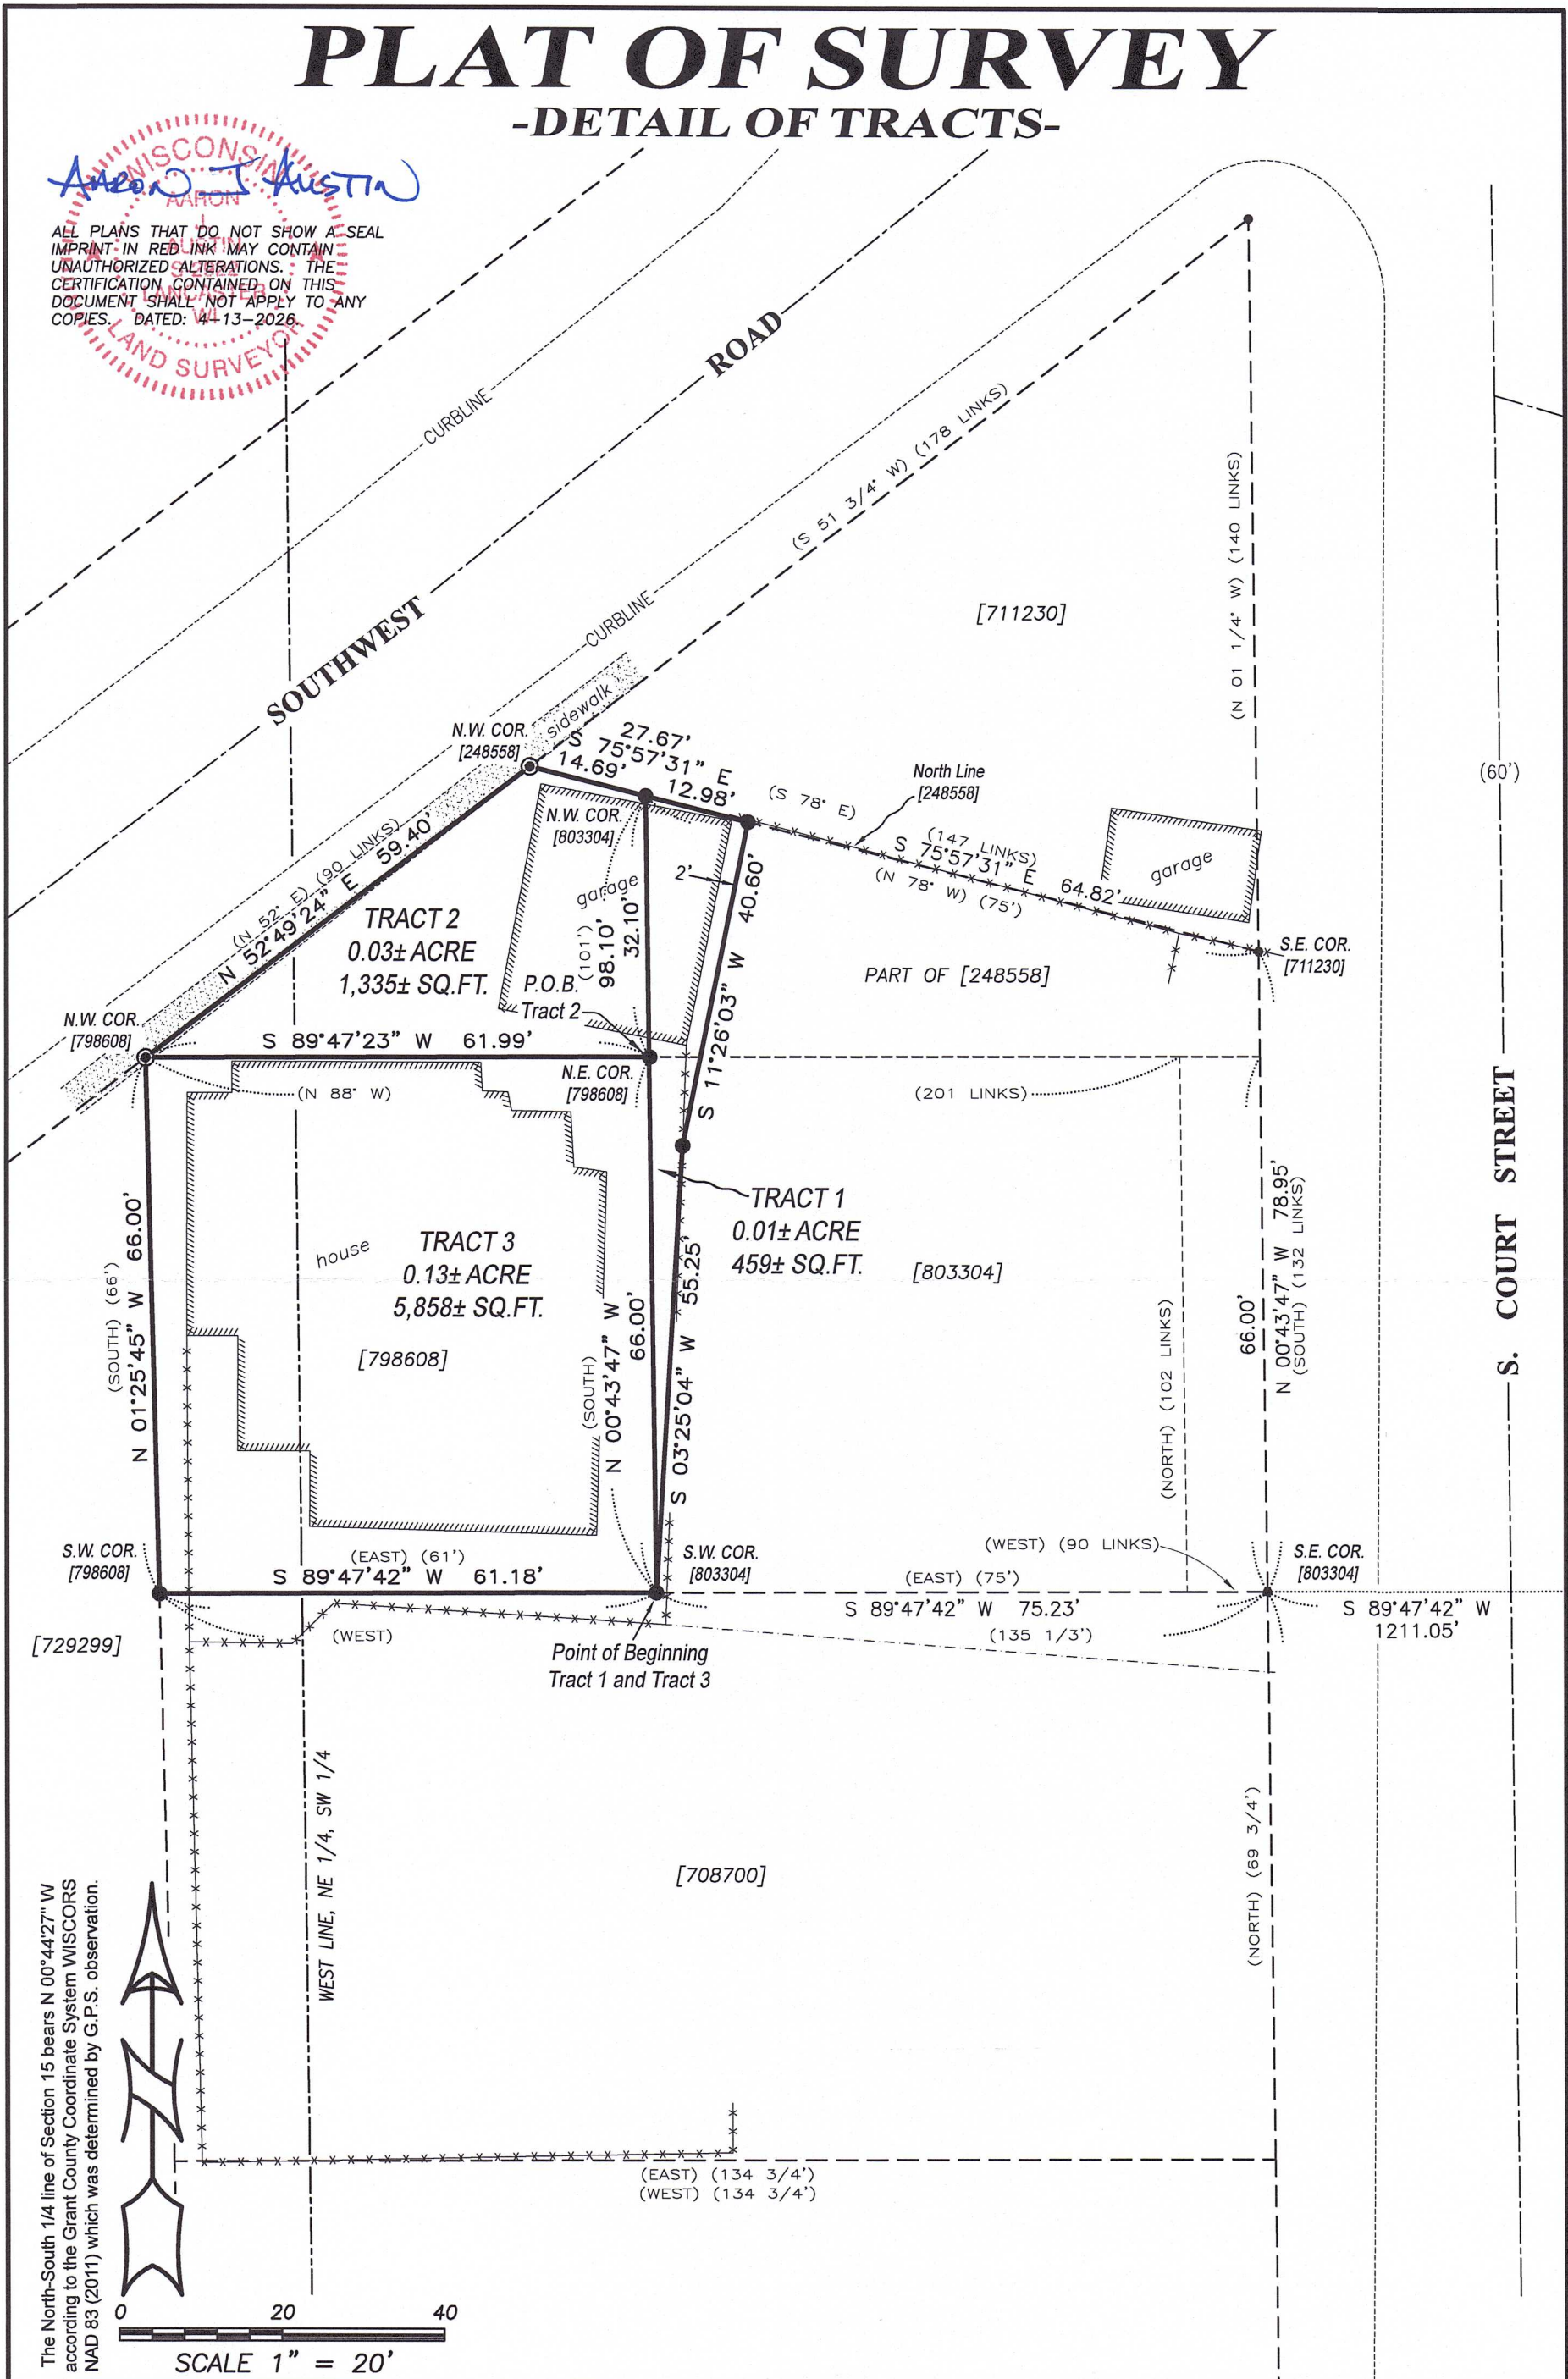 PLAT OF SURVEY
-DETAIL OF TRACTS-
AARON J AUSTIN
WISCONSIN
AARON
J.
AUSTIN
LANCASTER
WI
LAND SURVEYOR
ALL PLANS THAT DO NOT SHOW A SEAL
IMPRINT IN RED INK MAY CONTAIN
UNAUTHORIZED ALTERATIONS. THE
CERTIFICATION CONTAINED ON THIS
DOCUMENT SHALL NOT APPLY TO ANY
COPIES. DATED: 4-13-2026.
CURBLINE
SOUTHWEST ROAD
CURBLINE
(S 51 3/4° W) (178 LINKS)
(N 01 1/4° W) (140 LINKS)
[711230]
(60')
S. COURT STREET
sidewalk
N.W. COR.
[248558]
27.67'
S 75°57'31" E
14.69'
12.98'
(S 78° E)
North Line
[248558]
(147 LINKS)
S 75°57'31" E
64.82'
(N 78° W) (75')
garage
S.E. COR.
[711230]
PART OF [248558]
N.W. COR.
[803304]
garage
2'
(101')
98.10'
32.10'
S 11°26'03" W 40.60'
(N 52° E) (90 LINKS)
N 52°49'24" E 59.40'
TRACT 2
0.03± ACRE
1,335± SQ.FT.
P.O.B.
Tract 2
N.W. COR.
[798608]
S 89°47'23" W 61.99'
(N 88° W)
N.E. COR.
[798608]
(201 LINKS)
TRACT 1
0.01± ACRE
459± SQ.FT.
[803304]
house
TRACT 3
0.13± ACRE
5,858± SQ.FT.
[798608]
(SOUTH) (66')
N 01°25'45" W 66.00'
(SOUTH)
N 00°43'47" W
66.00'
S 03°25'04" W 55.25'
(NORTH) (102 LINKS)
66.00'
N 00°43'47" W 78.95'
(SOUTH) (132 LINKS)
S.W. COR.
[798608]
(EAST) (61')
S 89°47'42" W 61.18'
S.W. COR.
[803304]
(WEST) (90 LINKS)
(EAST) (75')
S 89°47'42" W 75.23'
(135 1/3')
S.E. COR.
[803304]
S 89°47'42" W
1211.05'
[729299]
(WEST)
Point of Beginning
Tract 1 and Tract 3
WEST LINE, NE 1/4, SW 1/4
[708700]
(NORTH) (69 3/4')
(EAST) (134 3/4')
(WEST) (134 3/4')
The North-South 1/4 line of Section 15 bears N 00°44'27" W
according to the Grant County Coordinate System WISCORS
NAD 83 (2011) which was determined by G.P.S. observation.
N
0 20 40
SCALE 1" = 20'